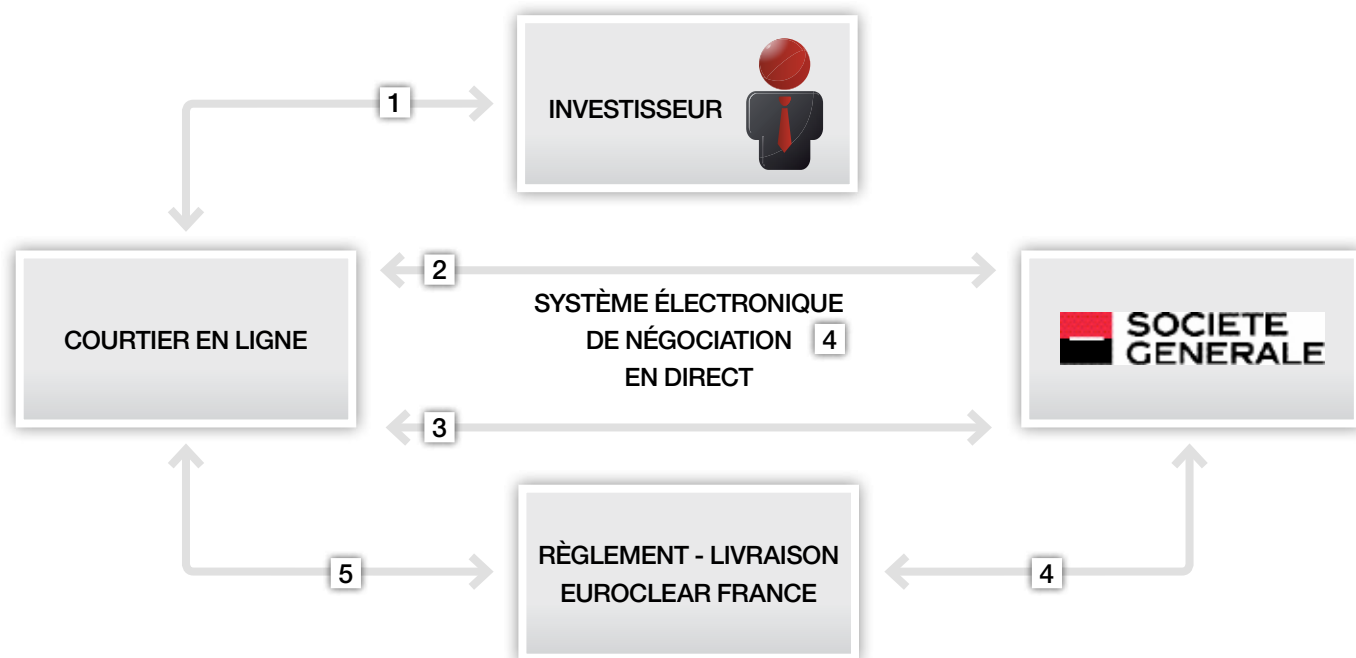 1
INVESTISSEUR
2
SYSTÈME ÉLECTRONIQUE
DE NÉGOCIATION 4
EN DIRECT
COURTIER EN LIGNE
SOCIETE
GENERALE
3
RÈGLEMENT - LIVRAISON
EUROCLEAR FRANCE
5
4